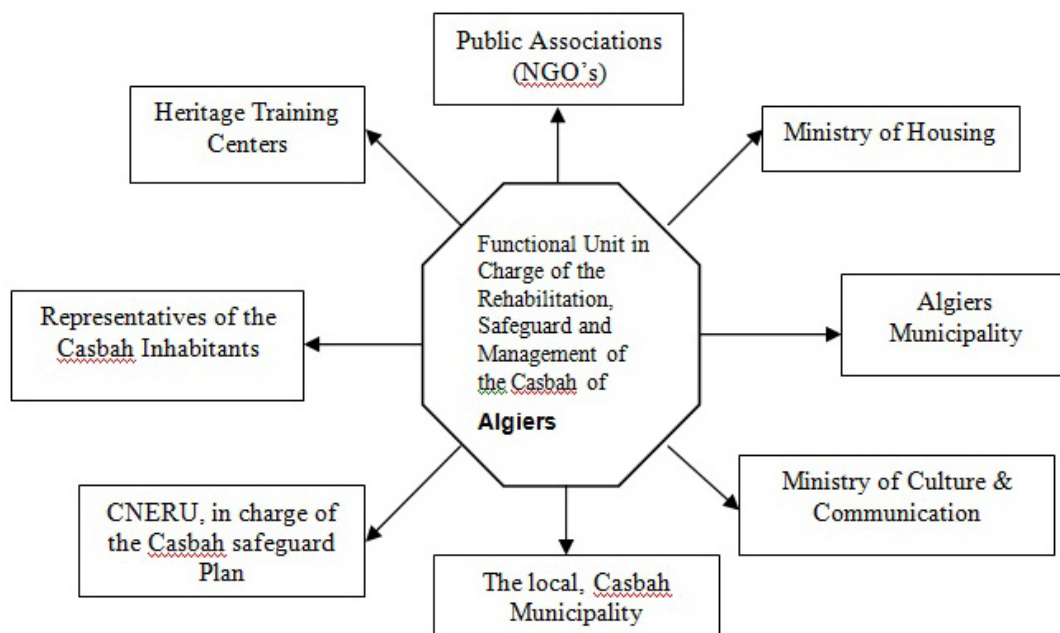 Public Associations
(NGO's)
Heritage Training
Centers
Ministry of Housing
Functional Unit in
Charge of the
Rehabilitation,
Safeguard and
Management of
the Casbah of
Algiers
Representatives of the
Casbah Inhabitants
Algiers
Municipality
CNERU, in charge of
the Casbah safeguard
Plan
Ministry of Culture &
Communication
The local, Casbah
Municipality